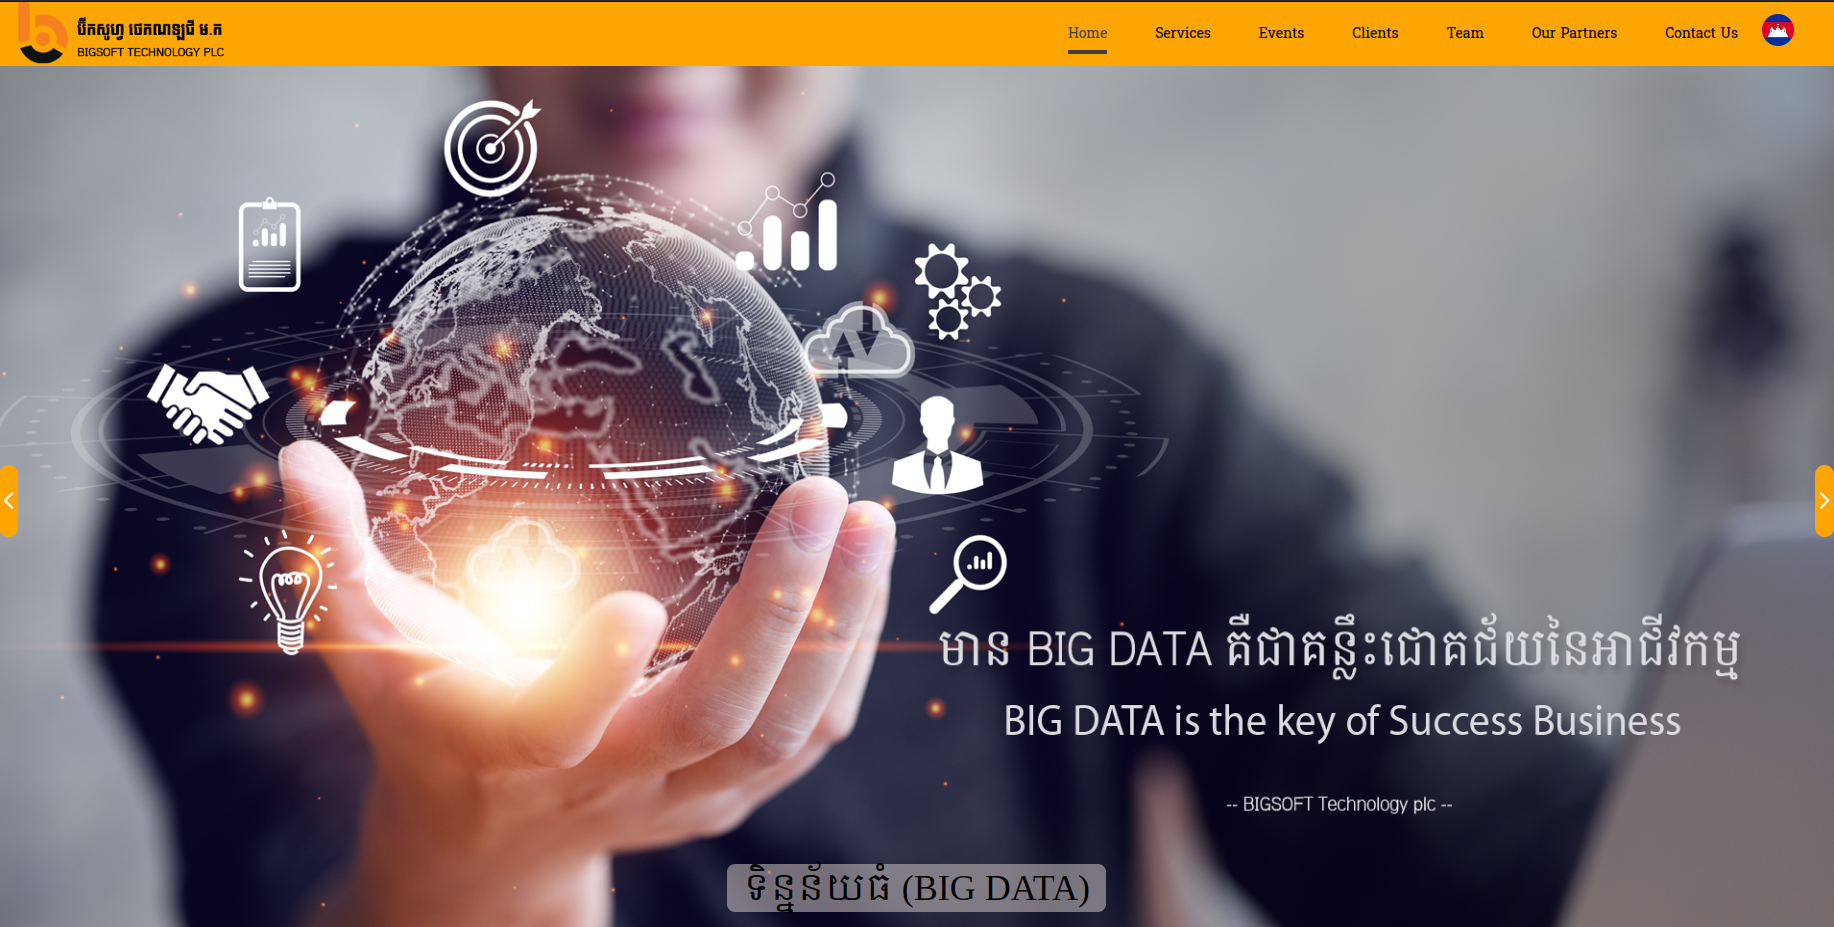 ប៊ីកសូហ្វ ថេកណឡូជី ម.ក
BIGSOFT TECHNOLOGY PLC
Home Services Events Clients Team Our Partners Contact Us
មាន BIG DATA គឺជាគន្លឹះជោគជ័យនៃអាជីវកម្ម
BIG DATA is the key of Success Business
-- BIGSOFT Technology plc --
ទិន្នន័យធំ (BIG DATA)